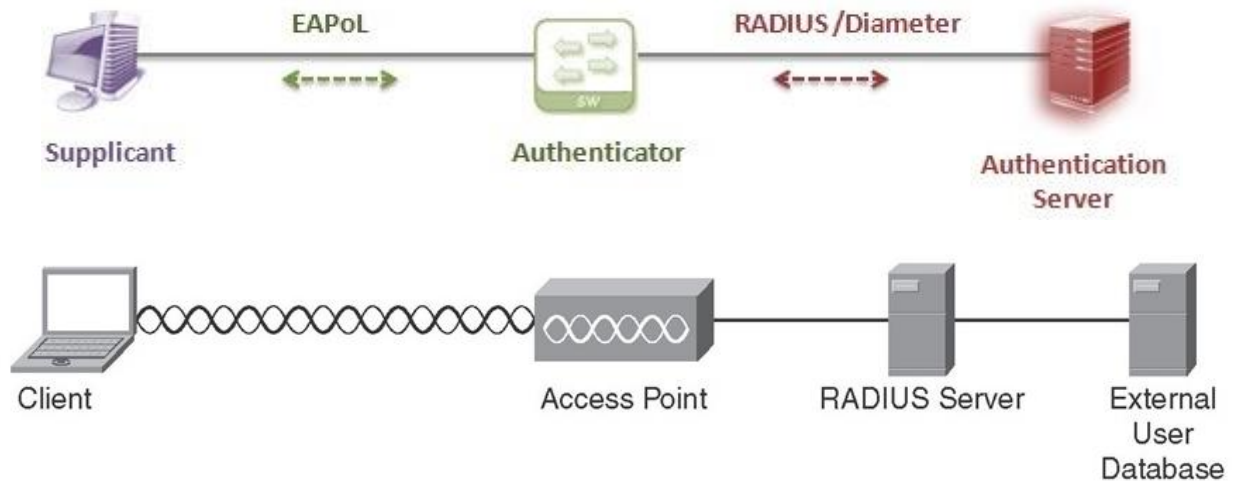 EAPoL
RADIUS/Diameter
SW
Supplicant
Authenticator
Authentication
Server
Client
Access Point
RADIUS Server
External
User
Database